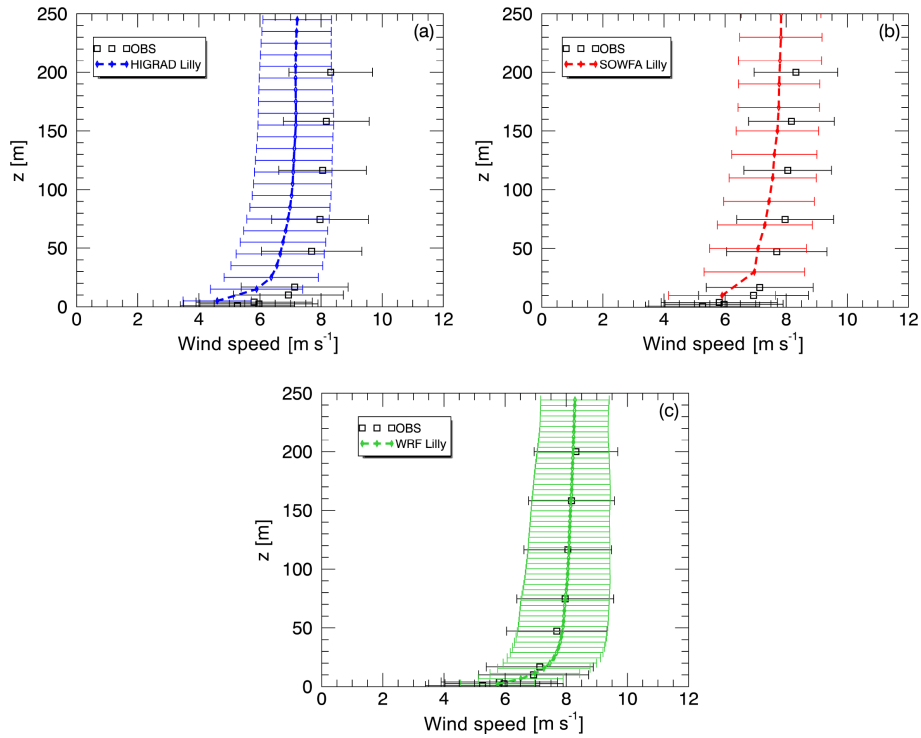 250
200
150
100
50
0
z [m]
(a)
OBS
HIGRAD Lilly
0 2 4 6 8 10 12
Wind speed [m s⁻¹]
250
200
150
100
50
0
z [m]
(b)
OBS
SOWFA Lilly
0 2 4 6 8 10 12
Wind speed [m s⁻¹]
250
200
150
100
50
0
z [m]
(c)
OBS
WRF Lilly
0 2 4 6 8 10 12
Wind speed [m s⁻¹]